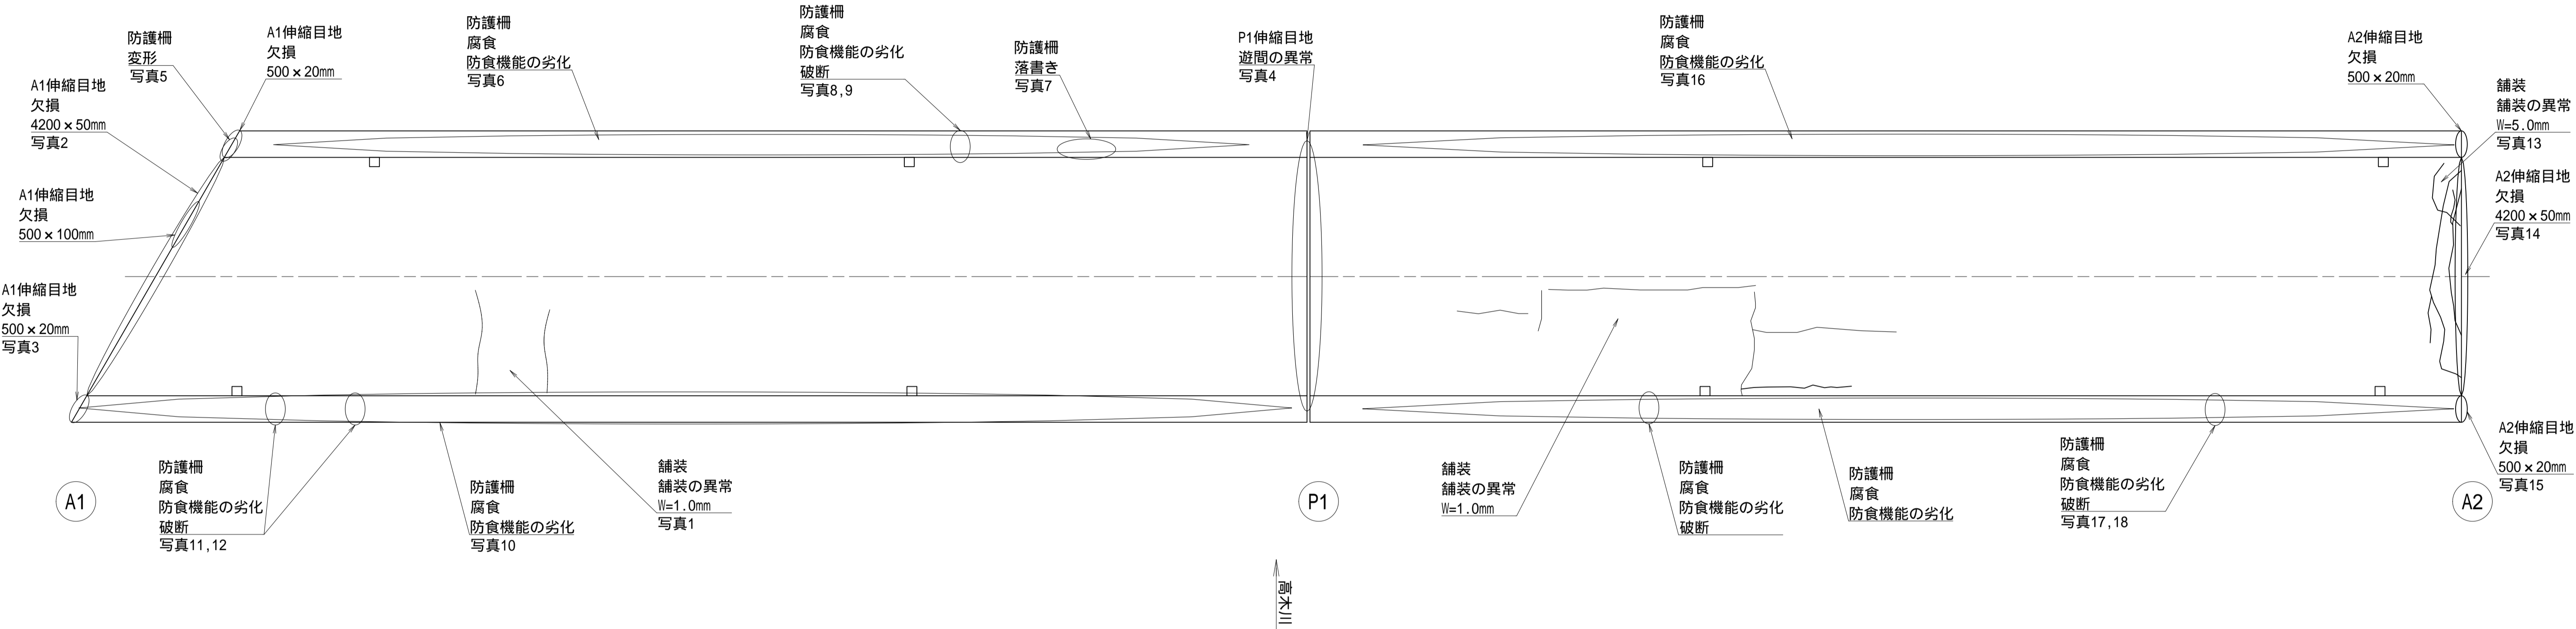 防護柵
変形
写真5
A1伸縮目地
欠損
500×20mm
防護柵
腐食
防食機能の劣化
写真6
防護柵
腐食
防食機能の劣化
破断
写真8,9
防護柵
落書き
写真7
P1伸縮目地
遊間の異常
写真4
防護柵
腐食
防食機能の劣化
写真16
A2伸縮目地
欠損
500×20mm
舗装
舗装の異常
W=5.0mm
写真13
A1伸縮目地
欠損
4200×50mm
写真2
A1伸縮目地
欠損
500×100mm
A2伸縮目地
欠損
4200×50mm
写真14
A1伸縮目地
欠損
500×20mm
写真3
A1
防護柵
腐食
防食機能の劣化
破断
写真11,12
防護柵
腐食
防食機能の劣化
写真10
舗装
舗装の異常
W=1.0mm
写真1
P1
舗装
舗装の異常
W=1.0mm
防護柵
腐食
防食機能の劣化
破断
防護柵
腐食
防食機能の劣化
防護柵
腐食
防食機能の劣化
破断
写真17,18
A2伸縮目地
欠損
500×20mm
写真15
A2
高木川